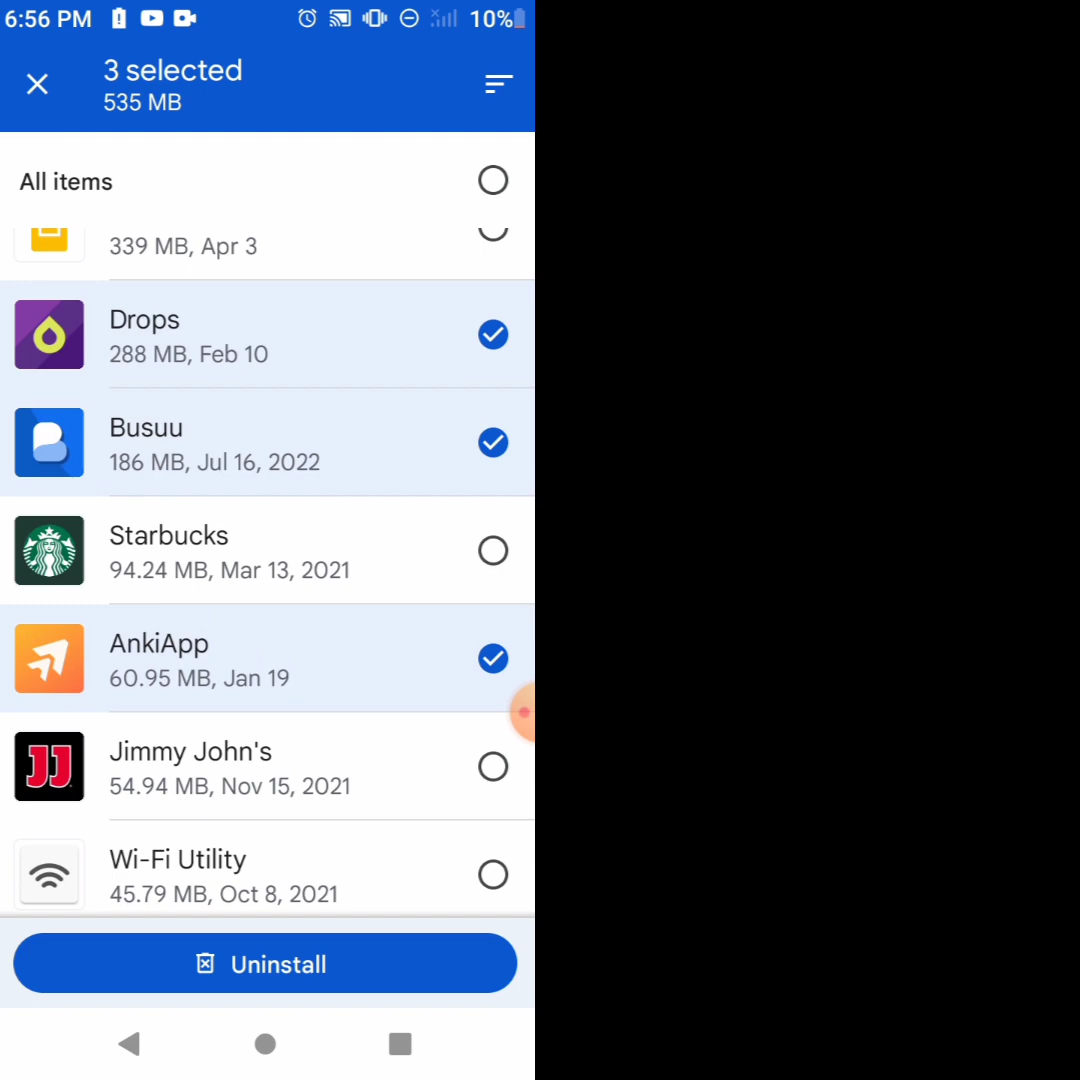 6:56 PM
10%
3 selected
535 MB
All items
339 MB, Apr 3
Drops
288 MB, Feb 10
Busuu
186 MB, Jul 16, 2022
Starbucks
94.24 MB, Mar 13, 2021
AnkiApp
60.95 MB, Jan 19
JJ
Jimmy John's
54.94 MB, Nov 15, 2021
Wi-Fi Utility
45.79 MB, Oct 8, 2021
Uninstall